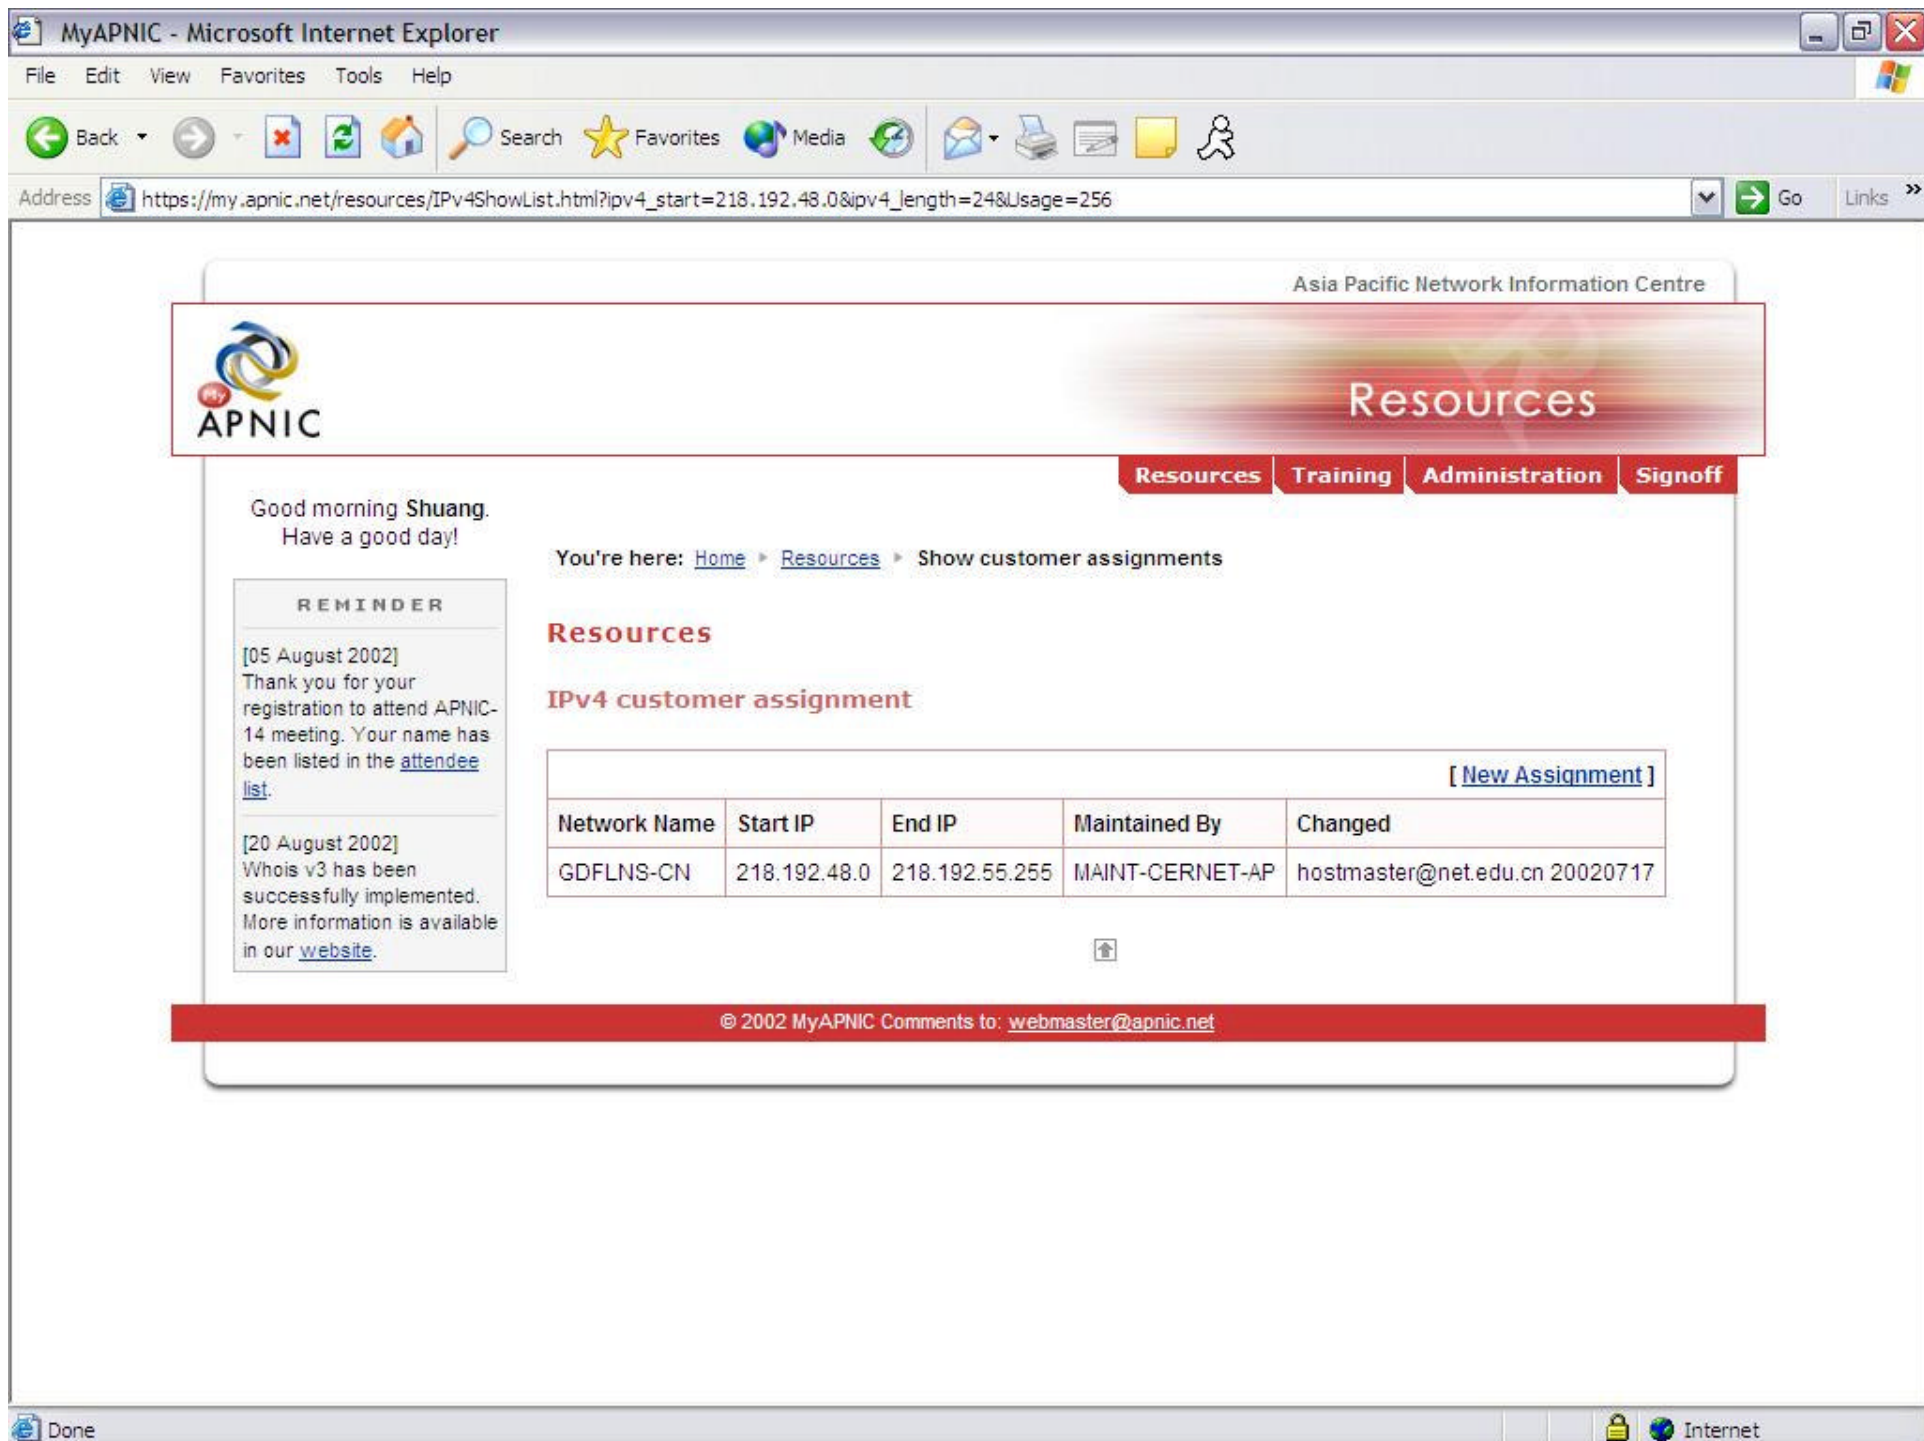 MyAPNIC - Microsoft Internet Explorer
File Edit View Favorites Tools Help
Back Search Favorites Media
Address https://my.apnic.net/resources/IPv4ShowList.html?ipv4_start=218.192.48.0&ipv4_length=24&Usage=256 Go Links »
Asia Pacific Network Information Centre
My
APNIC
Resources
Resources Training Administration Signoff
Good morning Shuang.
Have a good day!
REMINDER
[05 August 2002]
Thank you for your
registration to attend APNIC-
14 meeting. Your name has
been listed in the attendee
list.
[20 August 2002]
Whois v3 has been
successfully implemented.
More information is available
in our website.
You're here: Home Resources Show customer assignments
Resources
IPv4 customer assignment
[ New Assignment ]
Network Name Start IP End IP Maintained By Changed
GDFLNS-CN 218.192.48.0 218.192.55.255 MAINT-CERNET-AP hostmaster@net.edu.cn 20020717
© 2002 MyAPNIC Comments to: webmaster@apnic.net
Done Internet